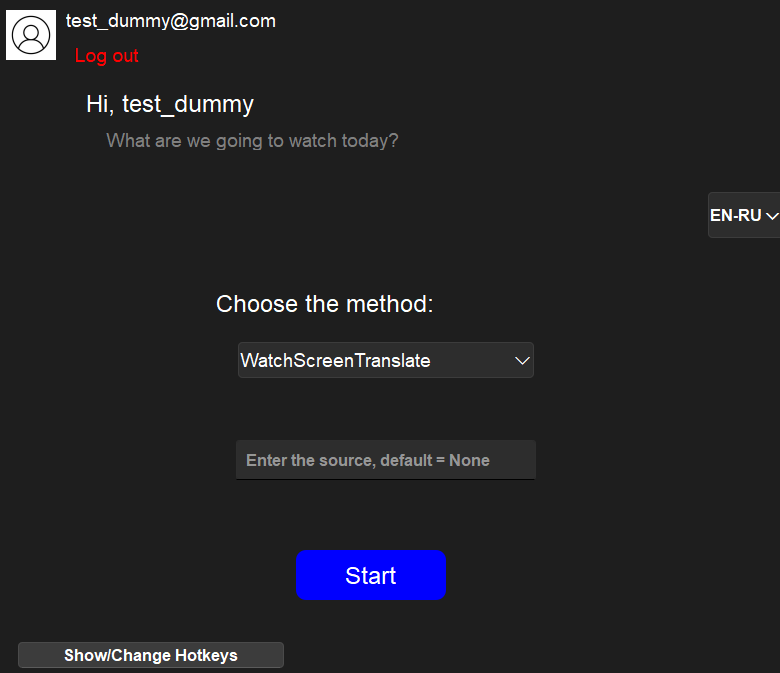 test_dummy@gmail.com
Log out
Hi, test_dummy
What are we going to watch today?
EN-RU
Choose the method:
WatchScreenTranslate
Enter the source, default = None
Start
Show/Change Hotkeys